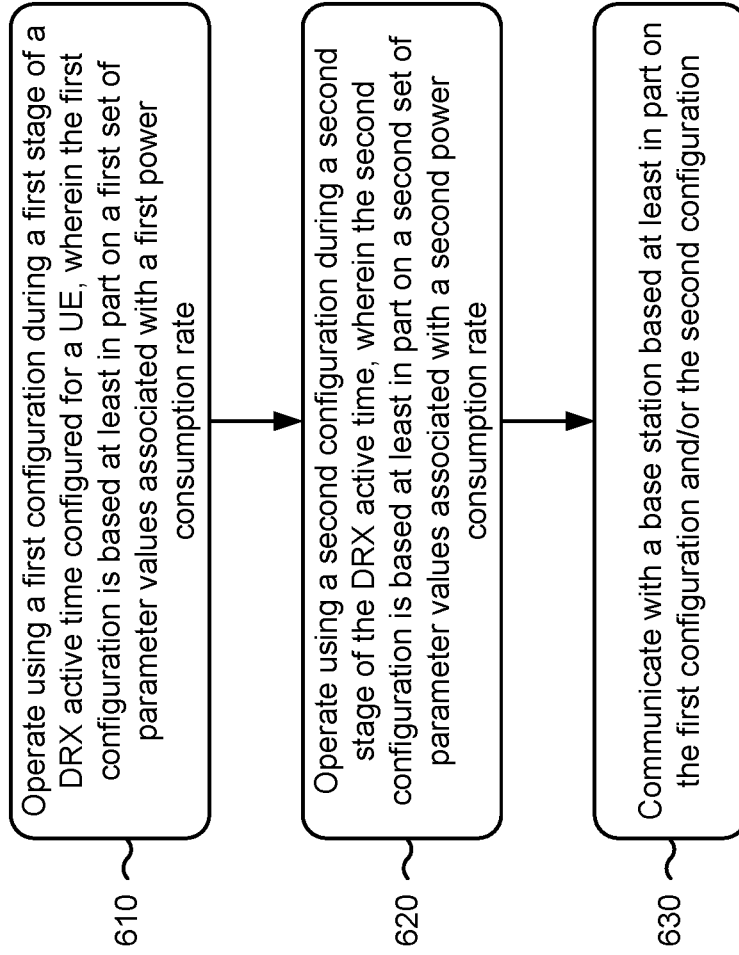 610
Operate using a first configuration during a first stage of a
DRX active time configured for a UE, wherein the first
configuration is based at least in part on a first set of
parameter values associated with a first power
consumption rate
620
Operate using a second configuration during a second
stage of the DRX active time, wherein the second
configuration is based at least in part on a second set of
parameter values associated with a second power
consumption rate
630
Communicate with a base station based at least in part on
the first configuration and/or the second configuration